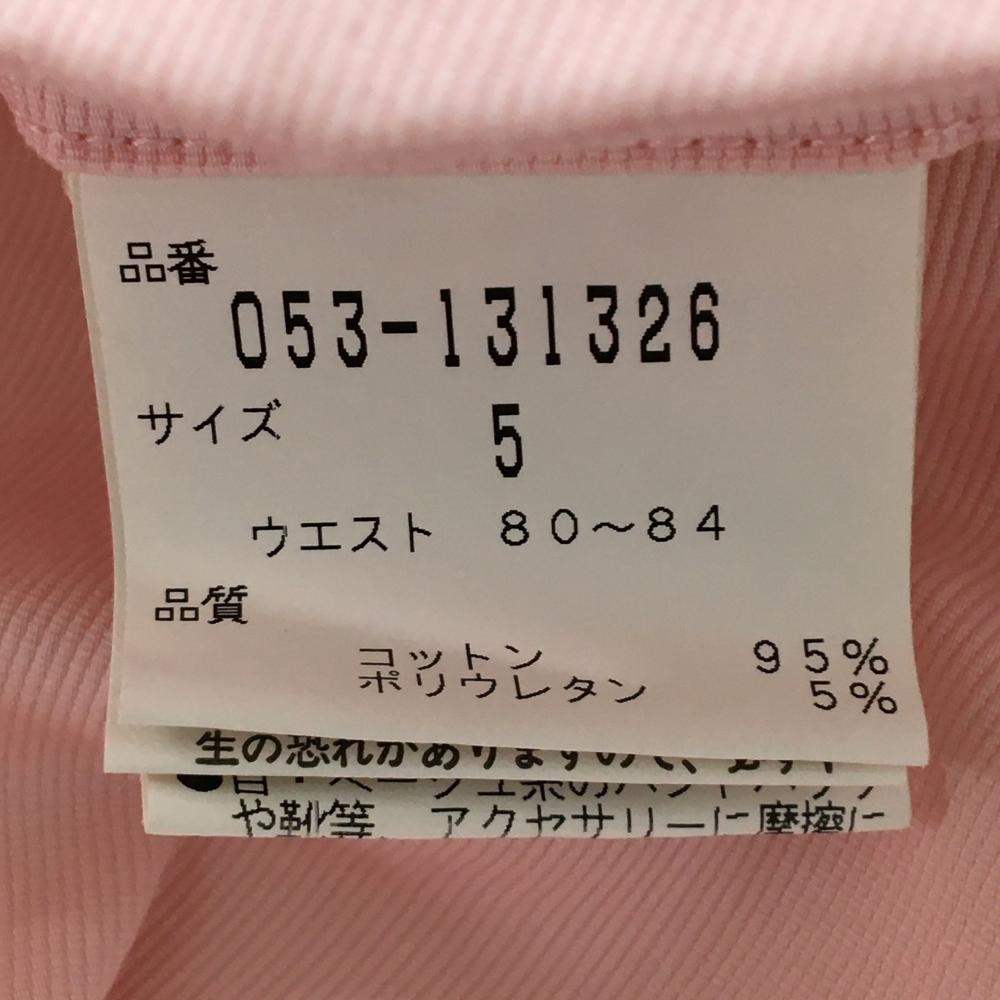 品番
053-131326
サイズ 5
ウエスト 80〜84
品質
コットン 95%
ポリウレタン 5%
生の恐れがありますので、必ず
や靴等、アクセサリーに摩擦に